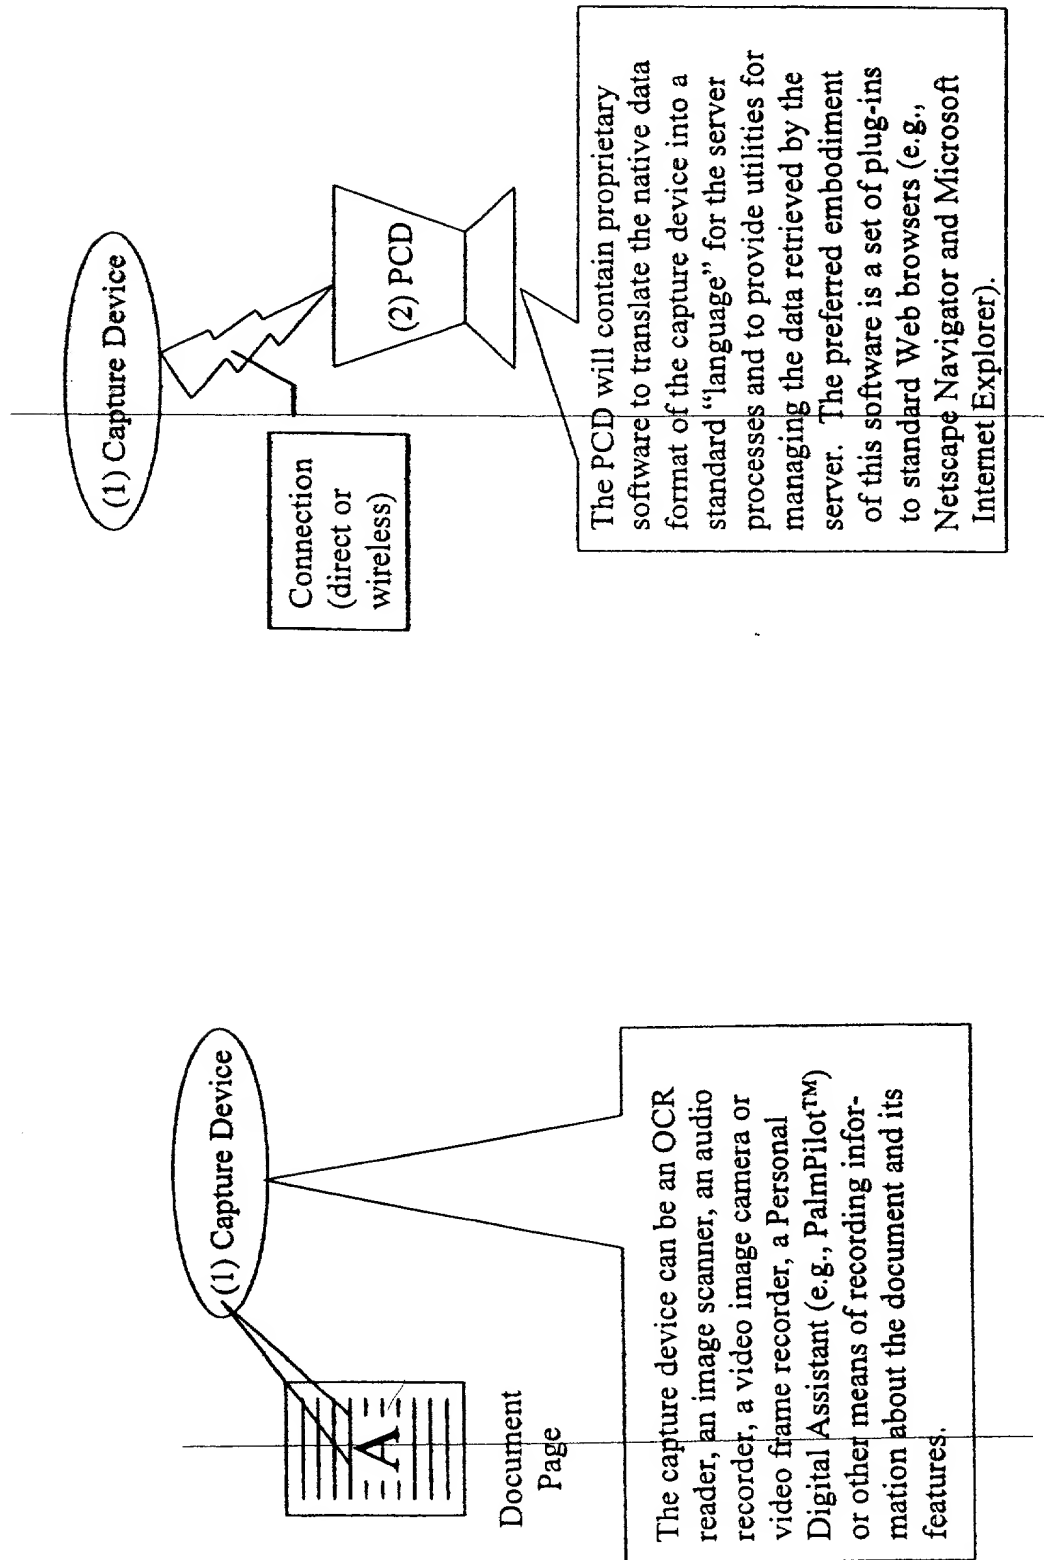 (1) Capture Device
A
Document
Page
The capture device can be an OCR
reader, an image scanner, an audio
recorder, a video image camera or
video frame recorder, a Personal
Digital Assistant (e.g., PalmPilot™)
or other means of recording infor-
mation about the document and its
features.
(1) Capture Device
Connection
(direct or
wireless)
(2) PCD
The PCD will contain proprietary
software to translate the native data
format of the capture device into a
standard “language” for the server
processes and to provide utilities for
managing the data retrieved by the
server. The preferred embodiment
of this software is a set of plug-ins
to standard Web browsers (e.g.,
Netscape Navigator and Microsoft
Internet Explorer).